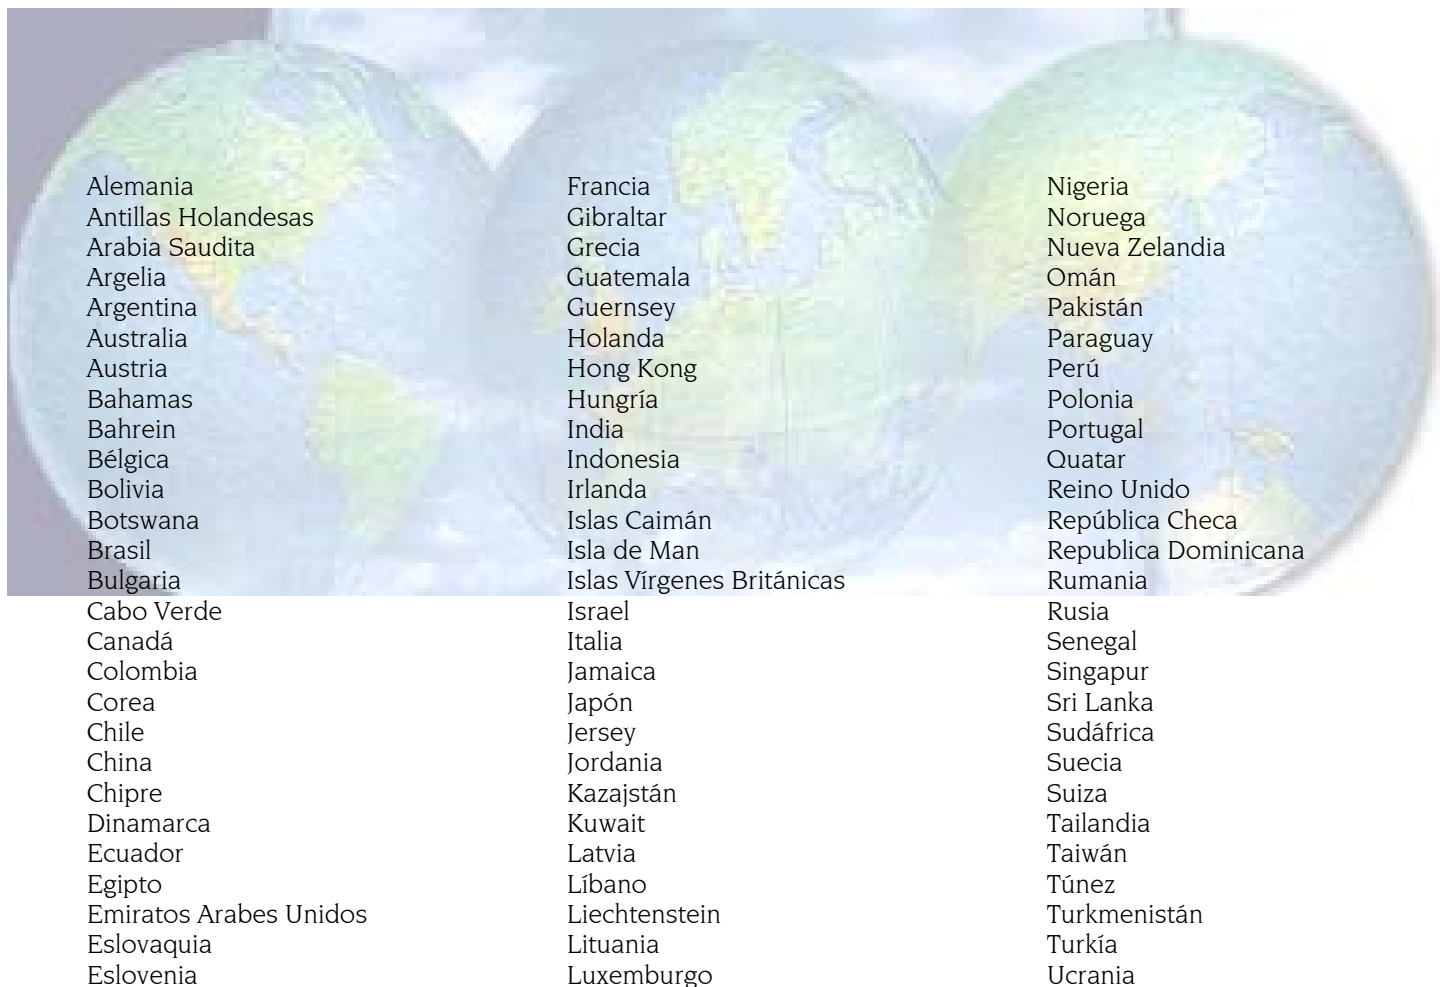 Alemania
Antillas Holandesas
Arabia Saudita
Argelia
Argentina
Australia
Austria
Bahamas
Bahrein
Bélgica
Bolivia
Botswana
Brasil
Bulgaria
Cabo Verde
Canadá
Colombia
Corea
Chile
China
Chipre
Dinamarca
Ecuador
Egipto
Emiratos Arabes Unidos
Eslovaquia
Eslovenia
Francia
Gibraltar
Grecia
Guatemala
Guernsey
Holanda
Hong Kong
Hungría
India
Indonesia
Irlanda
Islas Caimán
Isla de Man
Islas Vírgenes Británicas
Israel
Italia
Jamaica
Japón
Jersey
Jordania
Kazajstán
Kuwait
Latvia
Líbano
Liechtenstein
Lituania
Luxemburgo
Nigeria
Noruega
Nueva Zelandia
Omán
Pakistán
Paraguay
Perú
Polonia
Portugal
Quatar
Reino Unido
República Checa
Republica Dominicana
Rumania
Rusia
Senegal
Singapur
Sri Lanka
Sudáfrica
Suecia
Suiza
Tailandia
Taiwán
Túnez
Turkmenistán
Turkía
Ucrania